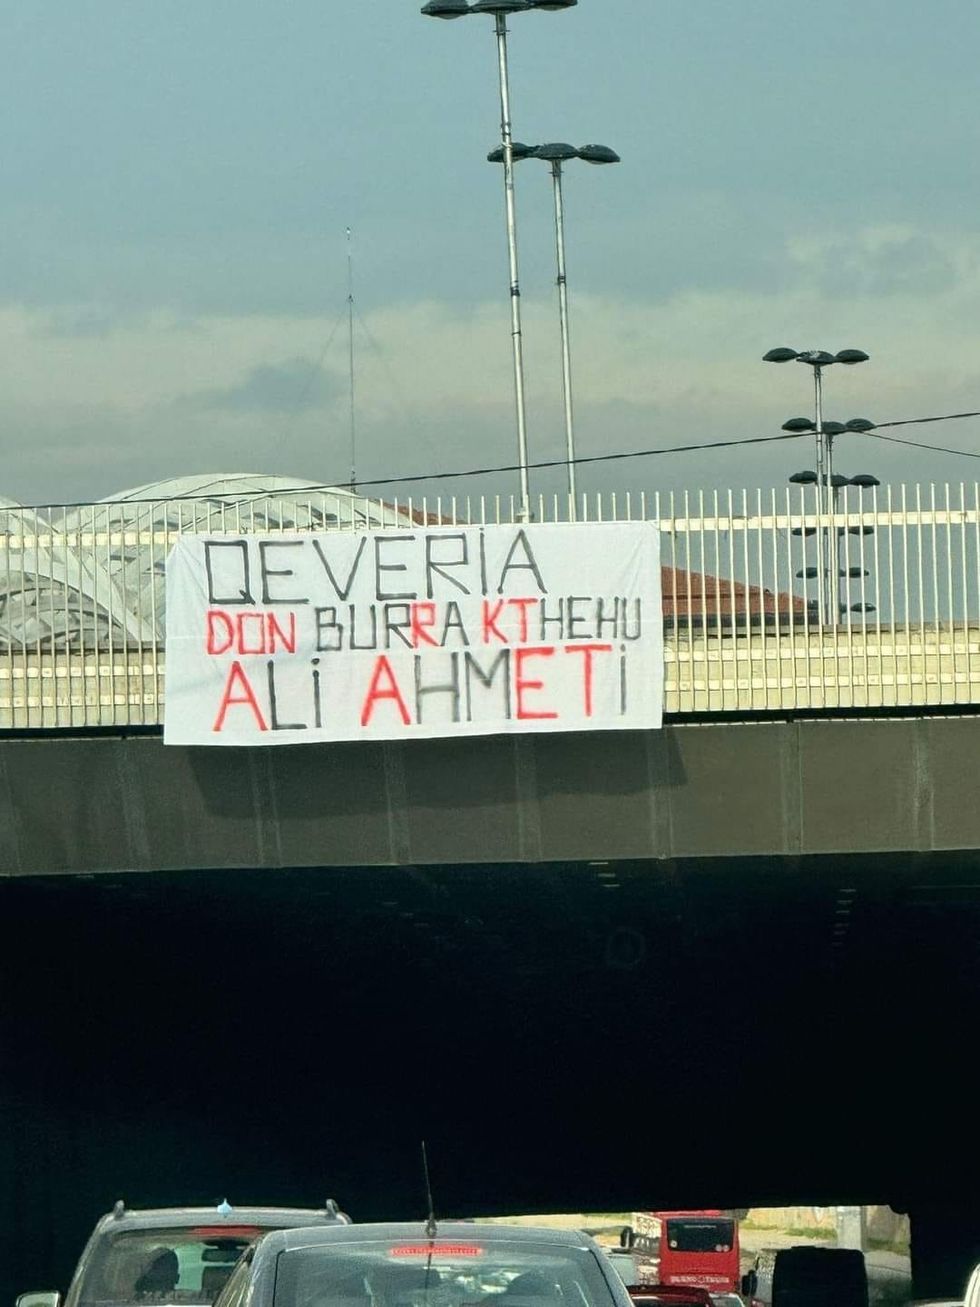 QEVERIA
DON BURRA KTHEHU
ALI AHMETI